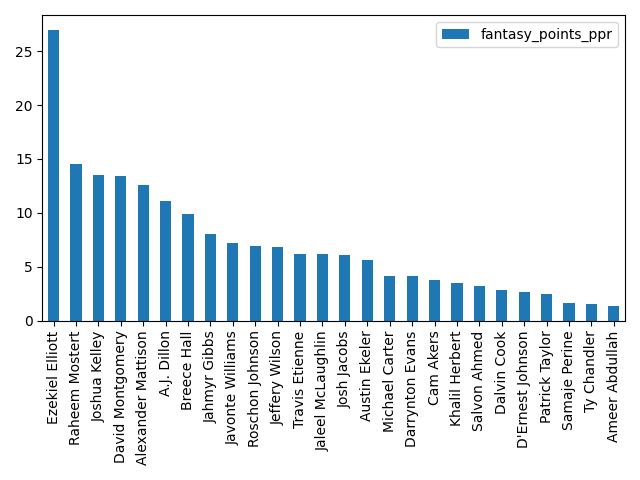 fantasy_points_ppr
25
20
15
10
5
0
Ezekiel Elliott
Raheem Mostert
Joshua Kelley
David Montgomery
Alexander Mattison
A.J. Dillon
Breece Hall
Jahmyr Gibbs
Javonte Williams
Roschon Johnson
Jeffery Wilson
Travis Etienne
Jaleel McLaughlin
Josh Jacobs
Austin Ekeler
Michael Carter
Darrynton Evans
Cam Akers
Khalil Herbert
Salvon Ahmed
Dalvin Cook
D'Ernest Johnson
Patrick Taylor
Samaje Perine
Ty Chandler
Ameer Abdullah